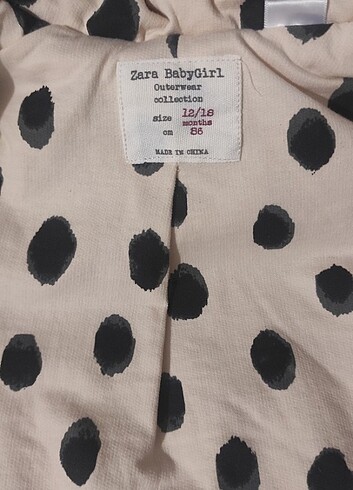 Zara BabyGirl
Outerwear
collection
size 12/18
months
cm 86
MADE IN CHINA